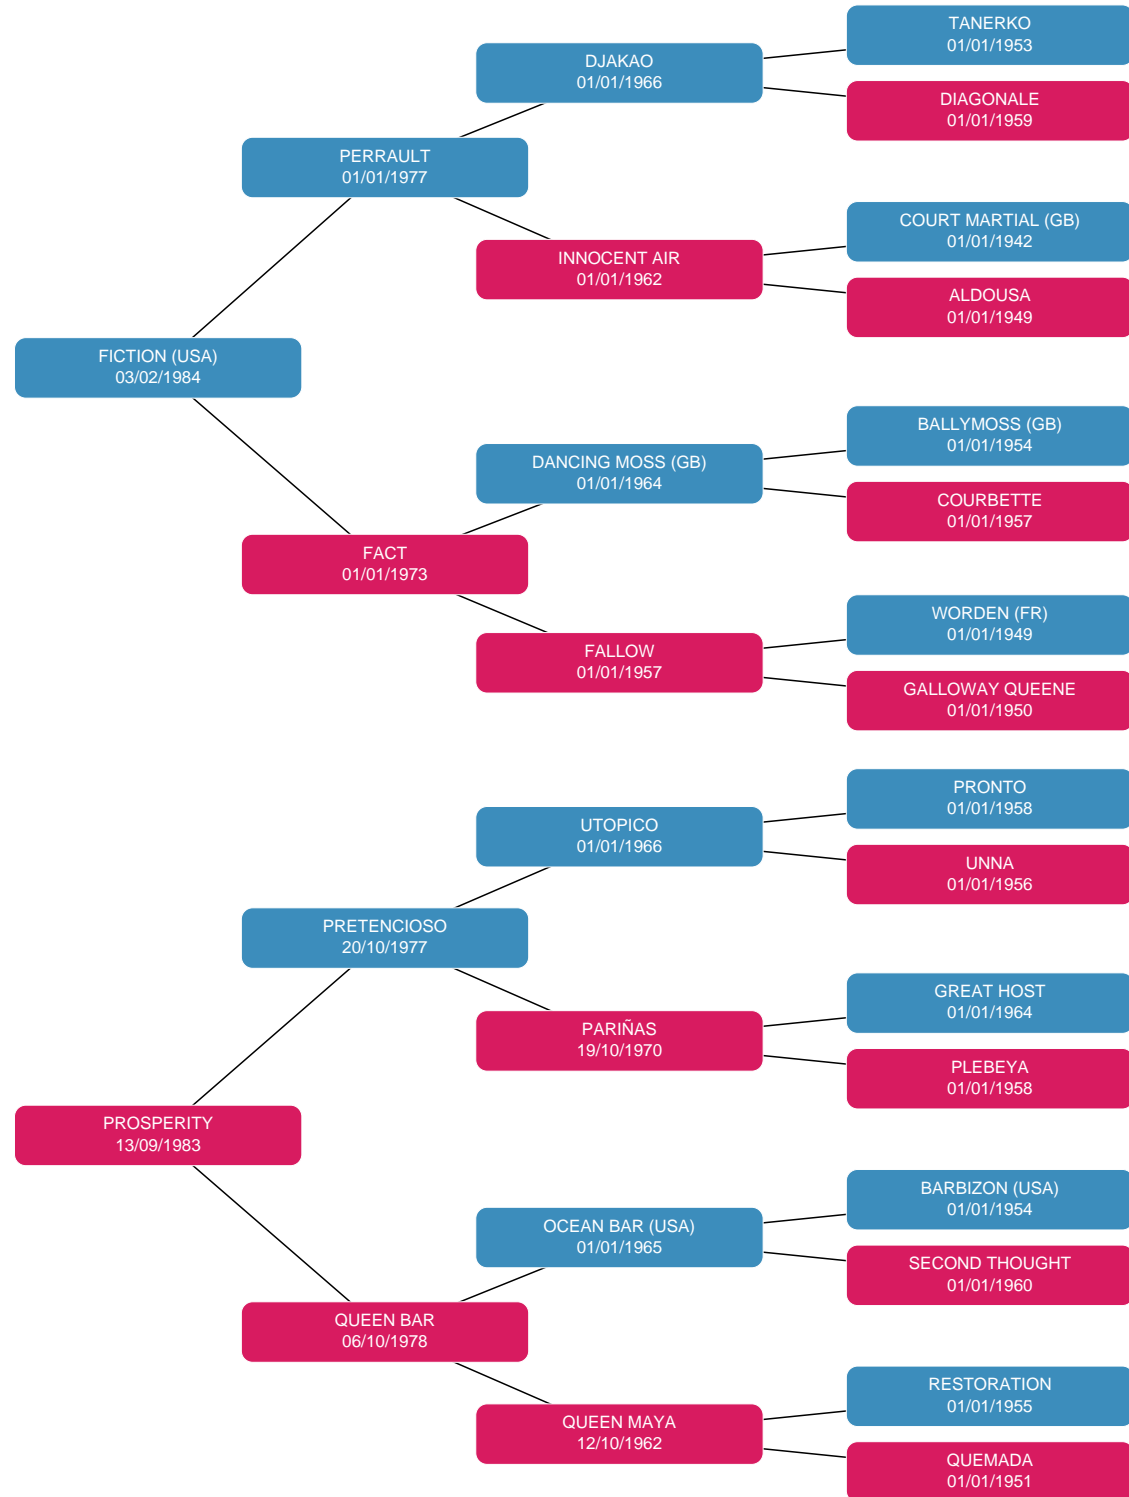 TANERKO
01/01/1953
DJAKAO
01/01/1966
DIAGONALE
01/01/1959
PERRAULT
01/01/1977
COURT MARTIAL (GB)
01/01/1942
INNOCENT AIR
01/01/1962
ALDOUSA
01/01/1949
FICTION (USA)
03/02/1984
BALLYMOSS (GB)
01/01/1954
DANCING MOSS (GB)
01/01/1964
COURBETTE
01/01/1957
FACT
01/01/1973
WORDEN (FR)
01/01/1949
FALLOW
01/01/1957
GALLOWAY QUEENE
01/01/1950
PRONTO
01/01/1958
UTOPICO
01/01/1966
UNNA
01/01/1956
PRETENCIOSO
20/10/1977
GREAT HOST
01/01/1964
PARIÑAS
19/10/1970
PLEBEYA
01/01/1958
PROSPERITY
13/09/1983
BARBIZON (USA)
01/01/1954
OCEAN BAR (USA)
01/01/1965
SECOND THOUGHT
01/01/1960
QUEEN BAR
06/10/1978
RESTORATION
01/01/1955
QUEEN MAYA
12/10/1962
QUEMADA
01/01/1951